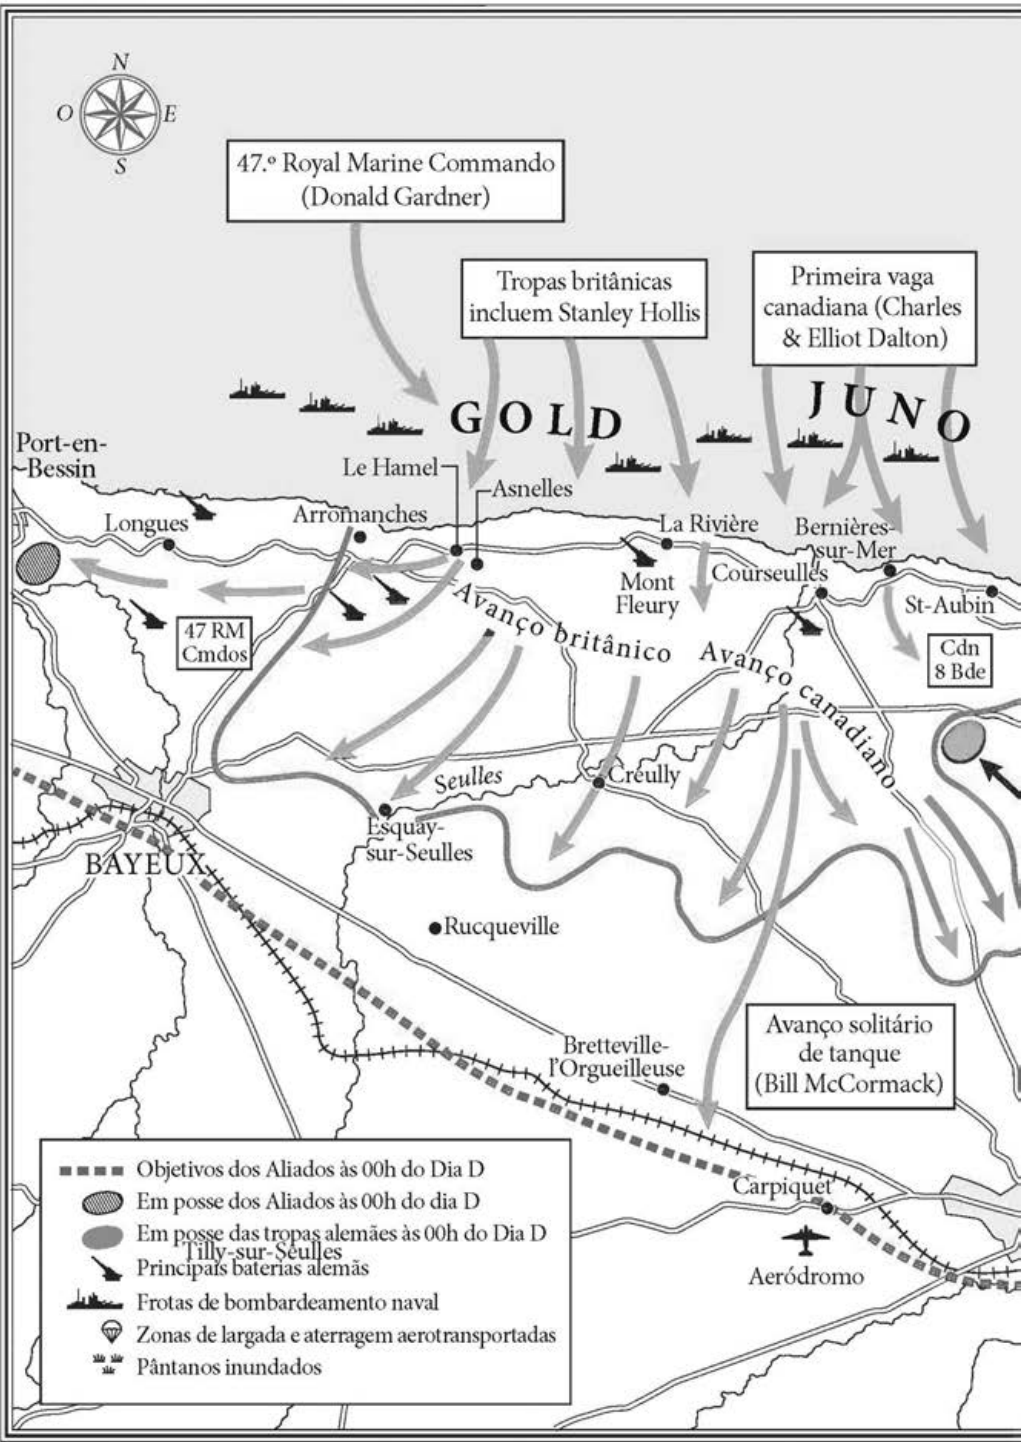 N
O
E
S
47.º Royal Marine Commando
(Donald Gardner)
Tropas britânicas
incluem Stanley Hollis
Primeira vaga
canadiana (Charles
& Elliot Dalton)
GOLD
JUNO
Port-en-
Bessin
Le Hamel
Asnelles
Longues
Arromanches
La Rivière
Bernières-
sur-Mer
Mont
Fleury
Courseulles
St-Aubin
47 RM
Cmdos
Avanço britânico
Avanço canadiano
Cdn
8 Bde
Seulles
Créully
Esquay-
sur-Seulles
BAYEUX
Rucqueville
Bretteville-
l'Orgueilleuse
Avanço solitário
de tanque
(Bill McCormack)
Carpiquet
Aeródromo
Objetivos dos Aliados às 00h do Dia D
Em posse dos Aliados às 00h do dia D
Em posse das tropas alemães às 00h do Dia D
Tilly-sur-Seulles
Principais baterias alemãs
Frotas de bombardeamento naval
Zonas de largada e aterragem aerotransportadas
Pântanos inundados